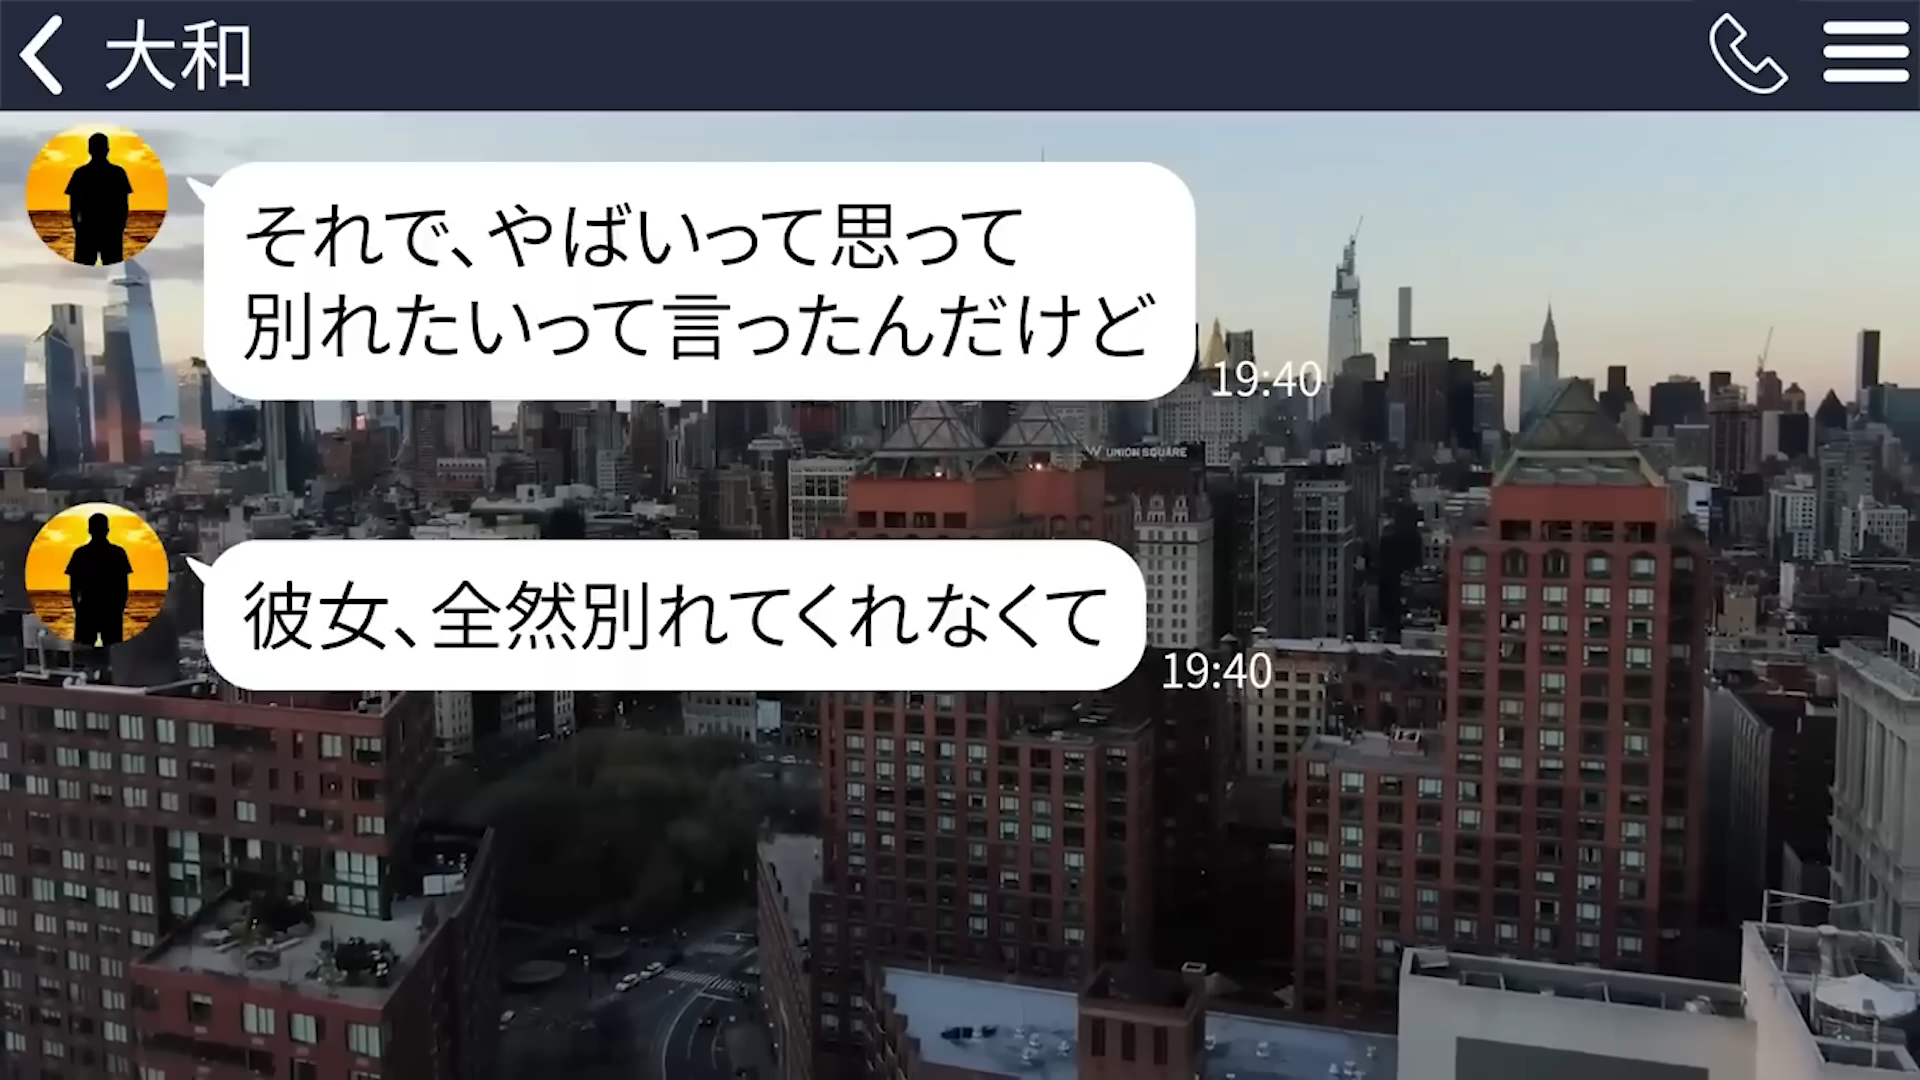 大和
それで、やばいって思って
別れたいって言ったんだけど
19:40
W UNION SQUARE
彼女、全然別れてくれなくて
19:40